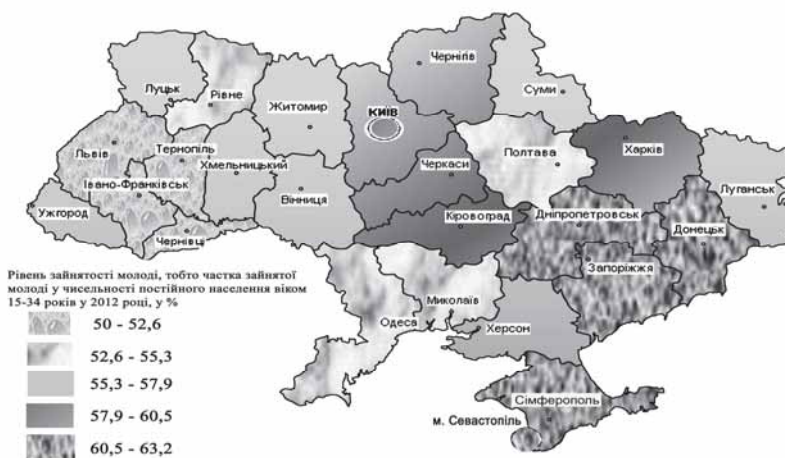 Чернігів
Луцьк
Рівне
Суми
Житомир
КИЇВ
Львів
Тернопіль
Хмельницький
Черкаси
Полтава
Харків
Івано-Франківськ
Луганськ
Ужгород
Вінниця
Кіровоград
Дніпропетровськ
Донецьк
Чернівці
Запоріжжя
Рівень зайнятості молоді, тобто частка зайнятої
молоді у чисельності постійного населення віком
15-34 років у 2012 році, у %
Миколаїв
Одеса
Херсон
50 - 52,6
52,6 - 55,3
55,3 - 57,9
57,9 - 60,5
60,5 - 63,2
Сімферополь
м. Севастопіль